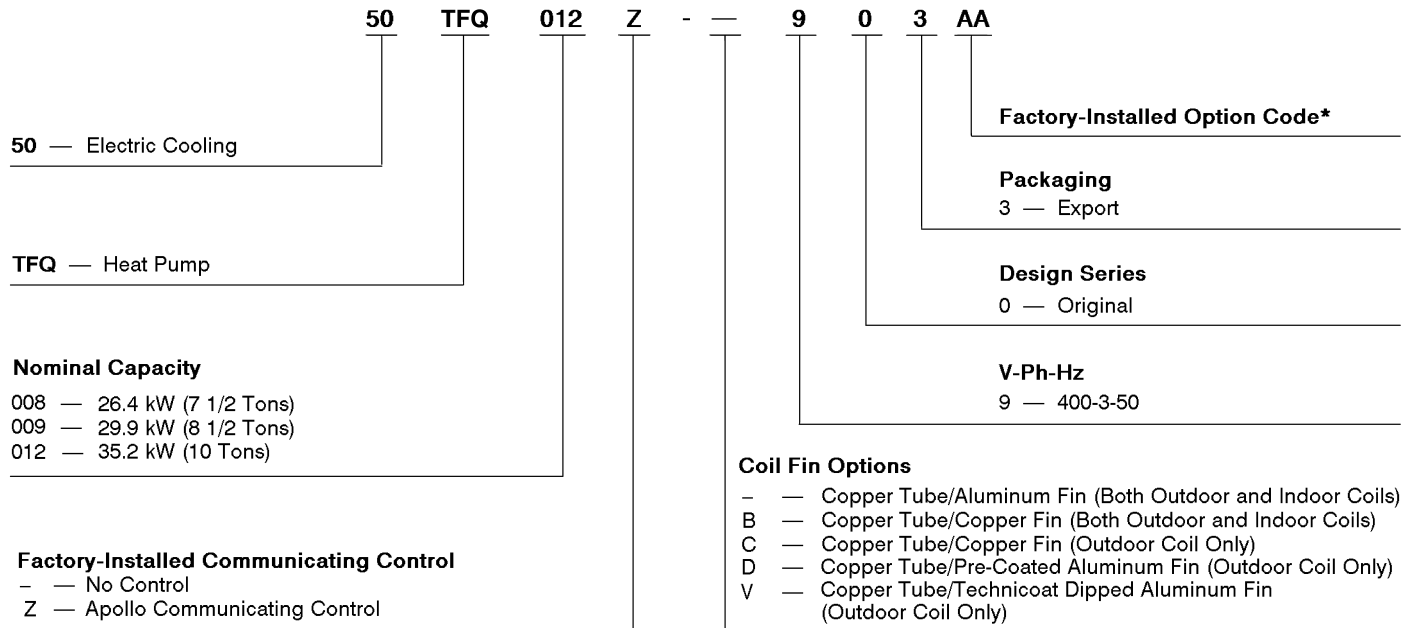 50 TFQ 012 Z - — 9 0 3 AA
50 — Electric Cooling
TFQ — Heat Pump
Nominal Capacity
008 — 26.4 kW (7 1/2 Tons)
009 — 29.9 kW (8 1/2 Tons)
012 — 35.2 kW (10 Tons)
Factory-Installed Communicating Control
– — No Control
Z — Apollo Communicating Control
Factory-Installed Option Code*
Packaging
3 — Export
Design Series
0 — Original
V-Ph-Hz
9 — 400-3-50
Coil Fin Options
– — Copper Tube/Aluminum Fin (Both Outdoor and Indoor Coils)
B — Copper Tube/Copper Fin (Both Outdoor and Indoor Coils)
C — Copper Tube/Copper Fin (Outdoor Coil Only)
D — Copper Tube/Pre-Coated Aluminum Fin (Outdoor Coil Only)
V — Copper Tube/Technicoat Dipped Aluminum Fin
(Outdoor Coil Only)